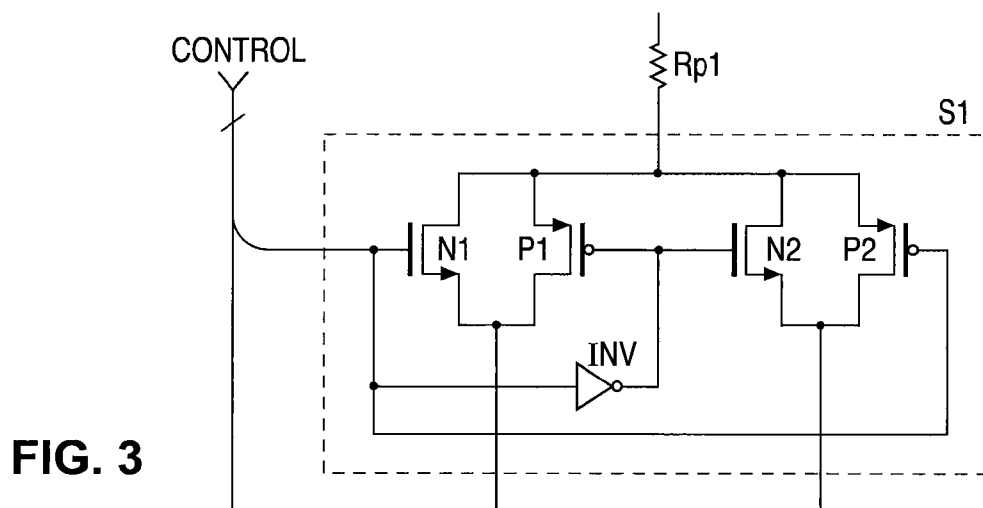 CONTROL
Rp1
S1
N1
P1
N2
P2
INV
FIG. 3